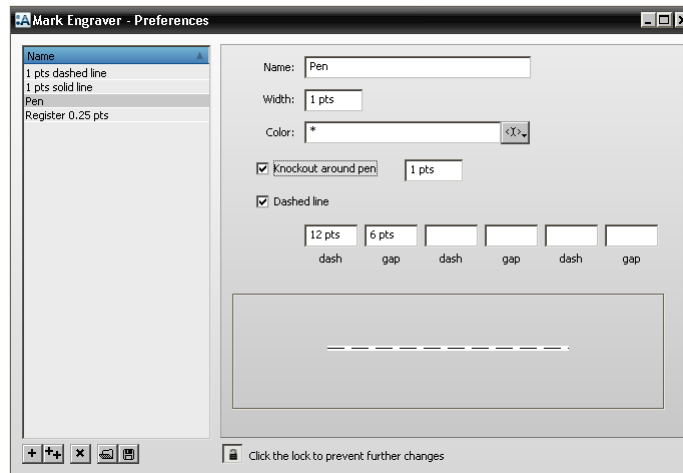 :A Mark Engraver - Preferences
Name
1 pts dashed line
1 pts solid line
Pen
Register 0.25 pts
Name: Pen
Width: 1 pts
Color: *
Knockout around pen 1 pts
Dashed line
12 pts 6 pts
dash gap dash gap dash gap
Click the lock to prevent further changes